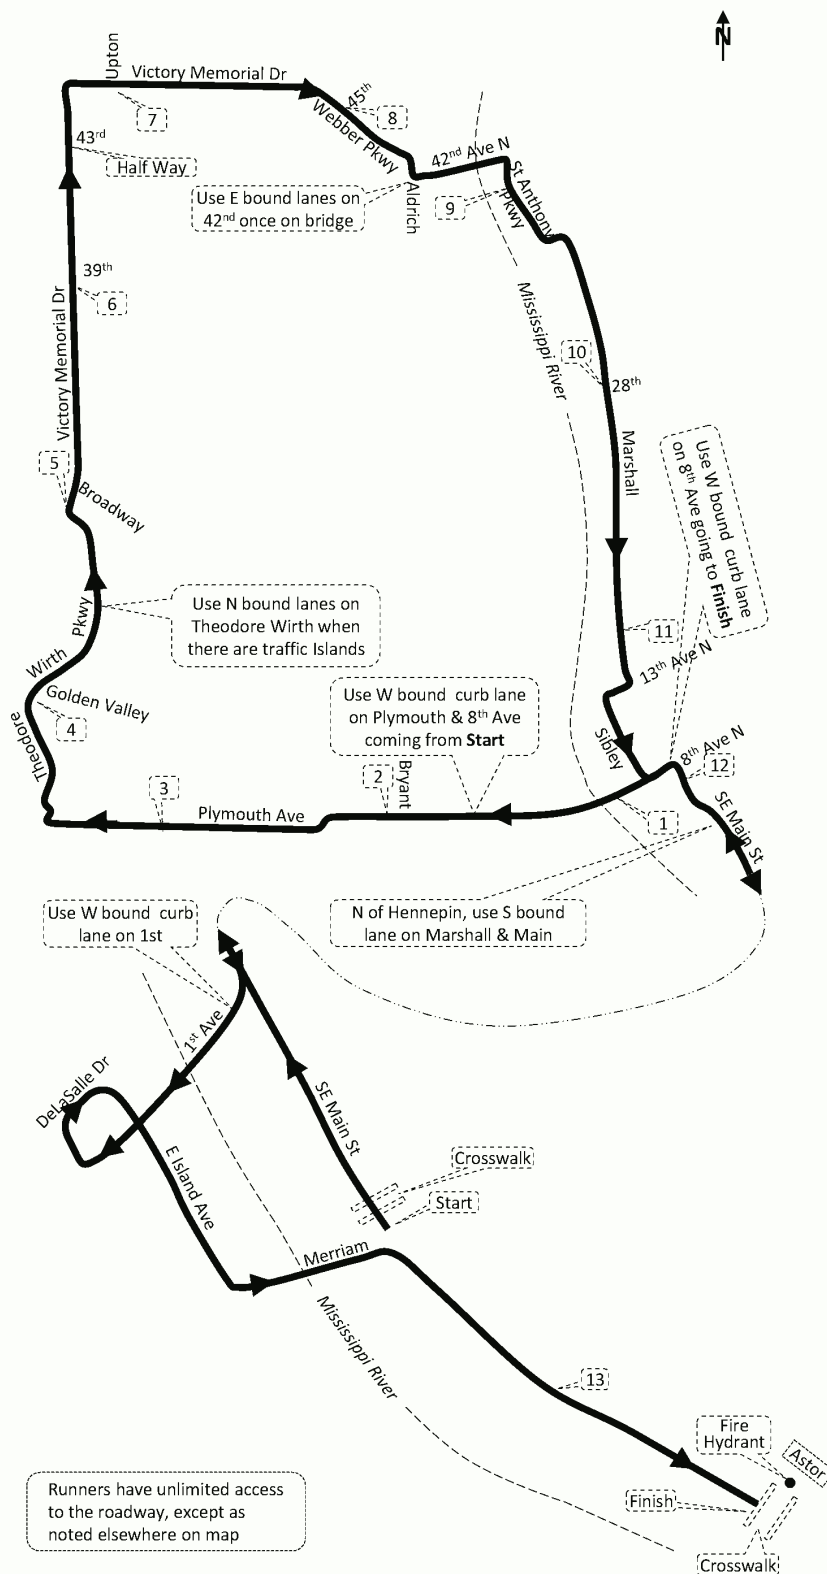 N
Upton
Victory Memorial Dr
7
45th
8
Webber Pkwy
43rd
Half Way
42nd Ave N
Use E bound lanes on
42nd once on bridge
Aldrich
9
St Anthony
Pkwy
39th
6
Victory Memorial Dr
Mississippi River
10
28th
Marshall
Use W bound curb lane
on 8th Ave going to Finish
5
Broadway
Use N bound lanes on
Theodore Wirth when
there are traffic Islands
Pkwy
Wirth
Theodore
11
13th Ave N
Golden Valley
4
Use W bound curb lane
on Plymouth & 8th Ave
coming from Start
Sibley
8th Ave N
12
2
Bryant
3
Plymouth Ave
1
SE Main St
N of Hennepin, use S bound
lane on Marshall & Main
Use W bound curb
lane on 1st
1st Ave
DeLaSalle Dr
SE Main St
E Island Ave
Crosswalk
Start
Merriam
Mississippi River
13
Fire
Hydrant
Astor
Finish
Crosswalk
Runners have unlimited access
to the roadway, except as
noted elsewhere on map